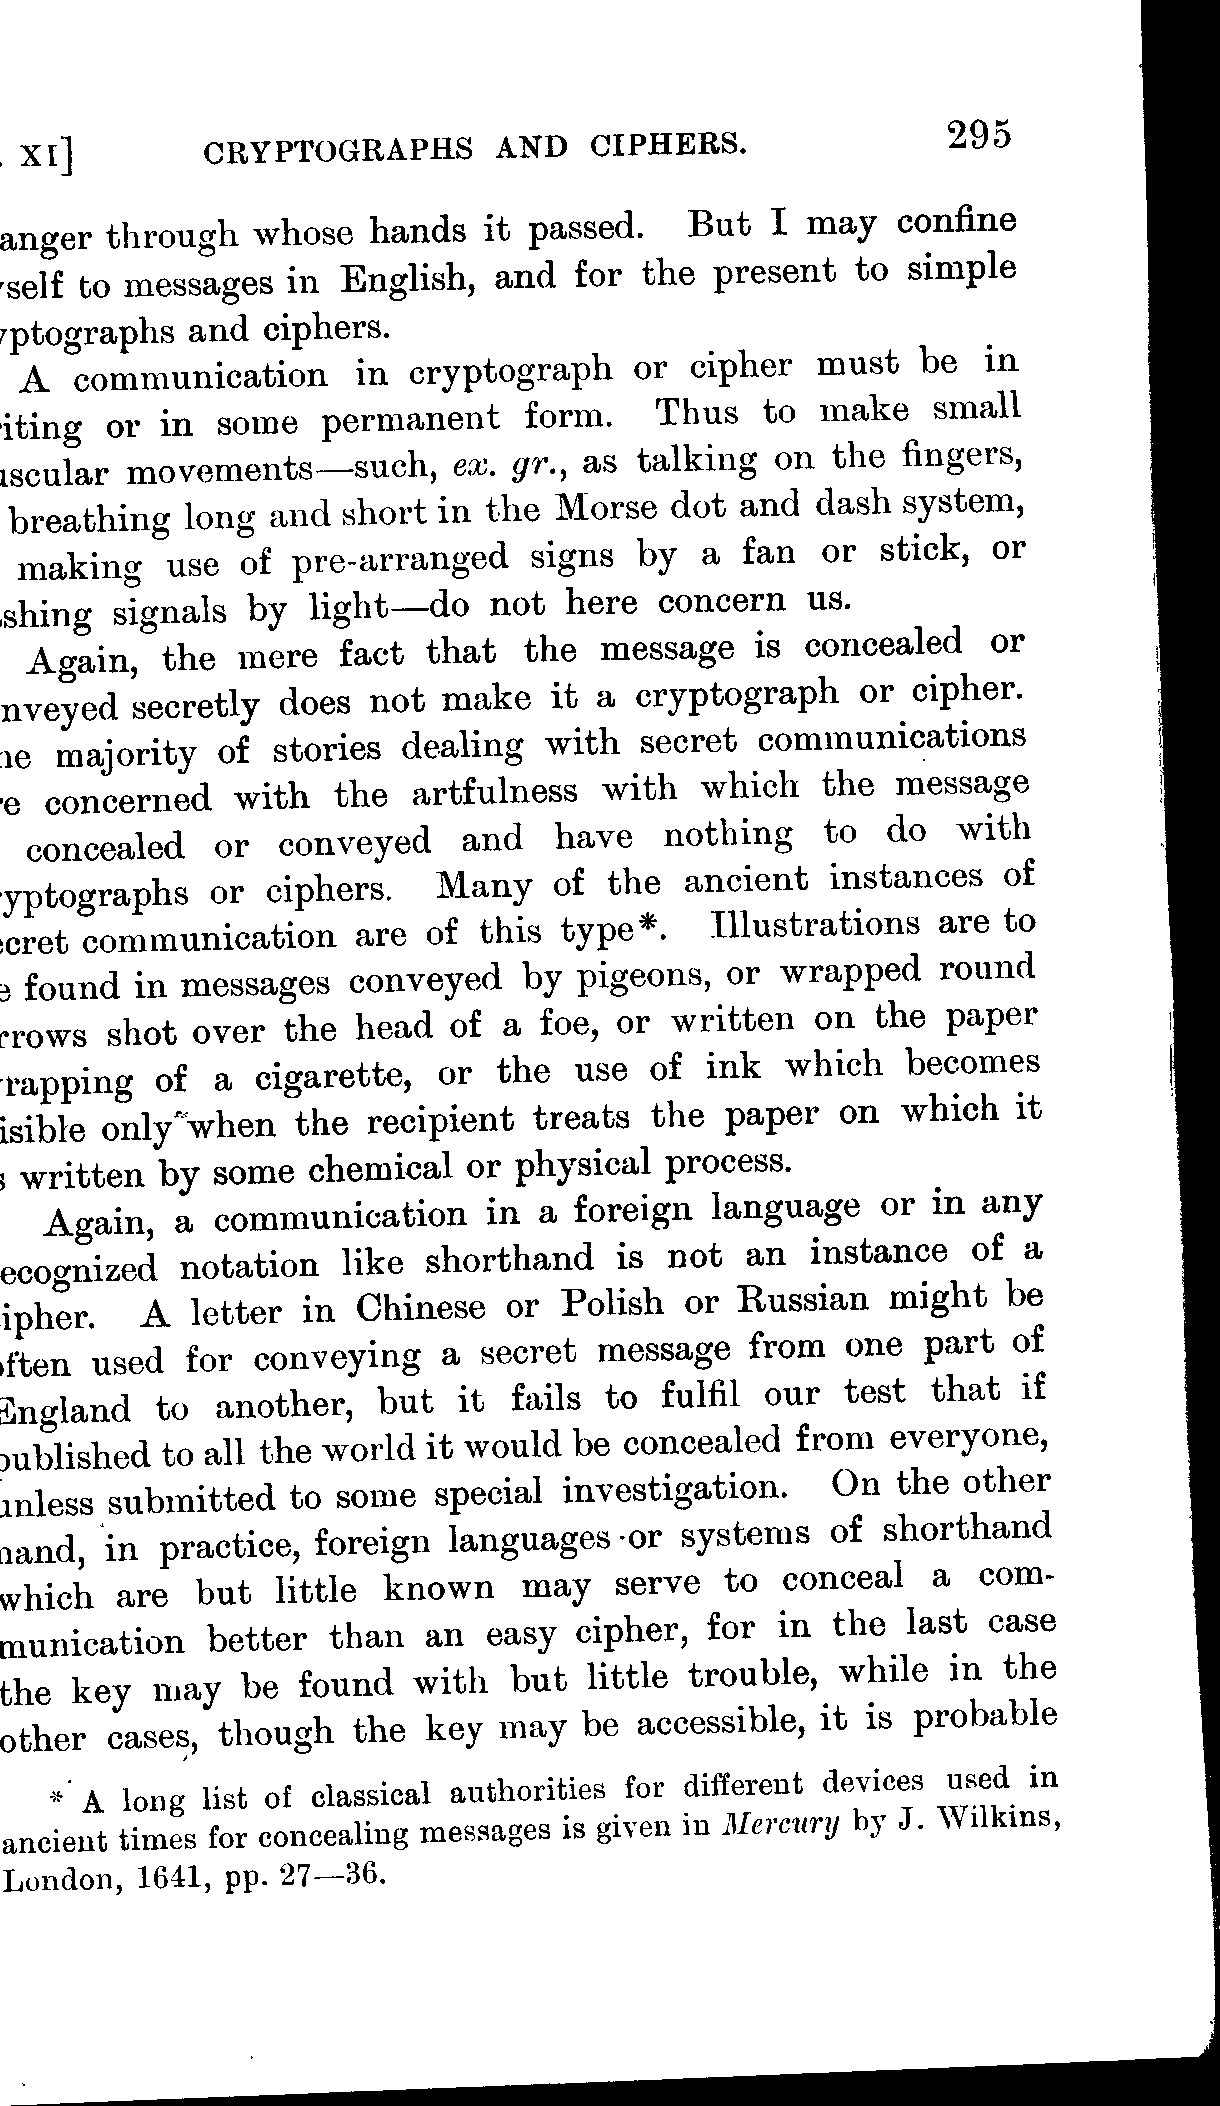 . XI] CRYPTOGRAPHS AND CIPHERS. 295
anger through whose hands it passed. But I may confine
self to messages in English, and for the present to simple
yptographs and ciphers.
A communication in cryptograph or cipher must be in
iting or in some permanent form. Thus to make small
uscular movements—such, ex. gr., as talking on the fingers,
breathing long and short in the Morse dot and dash system,
making use of pre-arranged signs by a fan or stick, or
shing signals by light—do not here concern us.
Again, the mere fact that the message is concealed or
nveyed secretly does not make it a cryptograph or cipher.
he majority of stories dealing with secret communications
re concerned with the artfulness with which the message
concealed or conveyed and have nothing to do with
ryptographs or ciphers. Many of the ancient instances of
ecret communication are of this type*. Illustrations are to
e found in messages conveyed by pigeons, or wrapped round
rrows shot over the head of a foe, or written on the paper
rapping of a cigarette, or the use of ink which becomes
isible only when the recipient treats the paper on which it
s written by some chemical or physical process.
Again, a communication in a foreign language or in any
ecognized notation like shorthand is not an instance of a
ipher. A letter in Chinese or Polish or Russian might be
often used for conveying a secret message from one part of
England to another, but it fails to fulfil our test that if
published to all the world it would be concealed from everyone,
unless submitted to some special investigation. On the other
hand, in practice, foreign languages or systems of shorthand
which are but little known may serve to conceal a com-
munication better than an easy cipher, for in the last case
the key may be found with but little trouble, while in the
other cases, though the key may be accessible, it is probable
* A long list of classical authorities for different devices used in
ancient times for concealing messages is given in Mercury by J. Wilkins,
London, 1641, pp. 27—36.